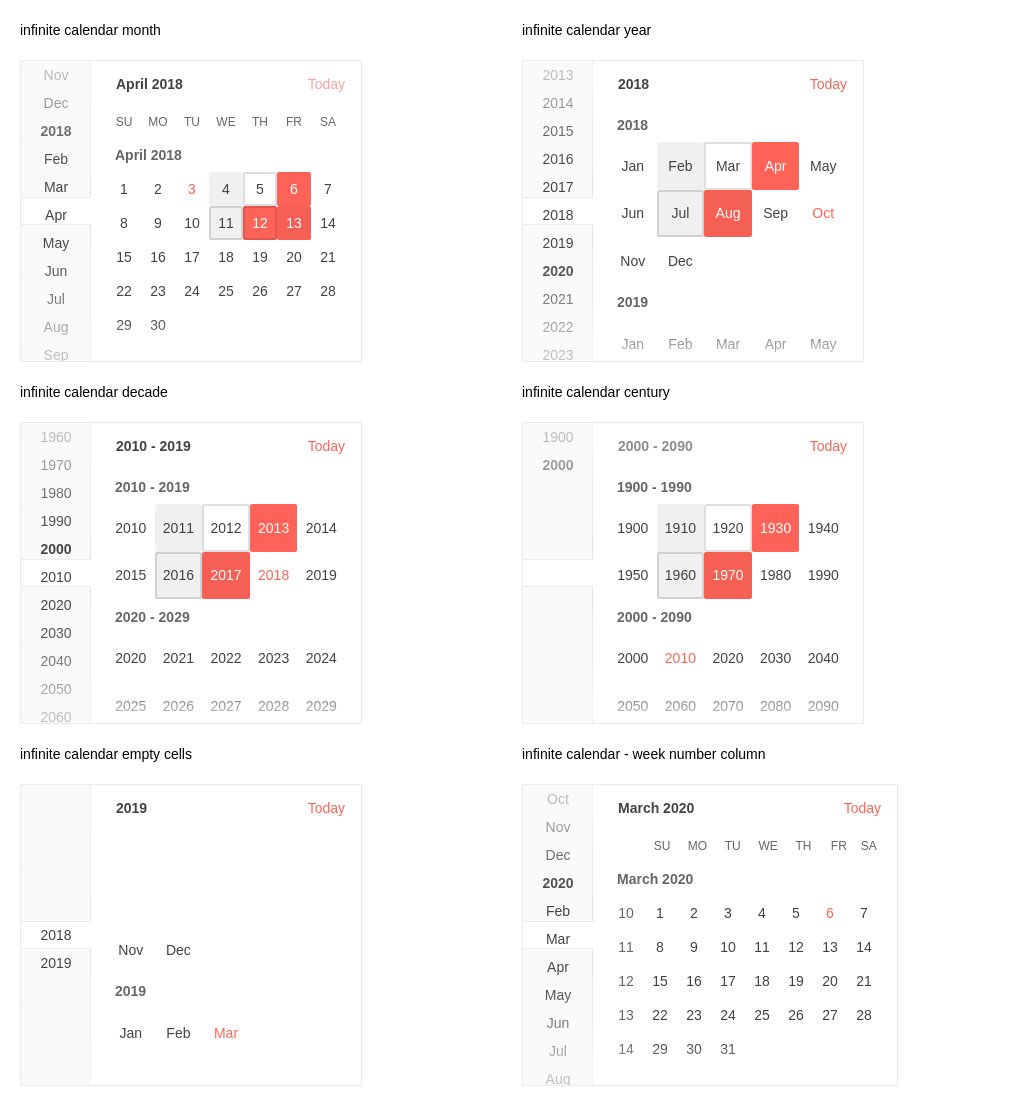 infinite calendar month
Nov
Dec
2018
Feb
Mar
Apr
May
Jun
Jul
Aug
Sep
April 2018 Today
SU MO TU WE TH FR SA
April 2018
1 2 3 4 5 6 7
8 9 10 11 12 13 14
15 16 17 18 19 20 21
22 23 24 25 26 27 28
29 30
infinite calendar year
2013
2014
2015
2016
2017
2018
2019
2020
2021
2022
2023
2018 Today
2018
Jan Feb Mar Apr May
Jun Jul Aug Sep Oct
Nov Dec
2019
Jan Feb Mar Apr May
infinite calendar decade
1960
1970
1980
1990
2000
2010
2020
2030
2040
2050
2060
2010 - 2019 Today
2010 - 2019
2010 2011 2012 2013 2014
2015 2016 2017 2018 2019
2020 - 2029
2020 2021 2022 2023 2024
2025 2026 2027 2028 2029
infinite calendar century
1900
2000
2000 - 2090 Today
1900 - 1990
1900 1910 1920 1930 1940
1950 1960 1970 1980 1990
2000 - 2090
2000 2010 2020 2030 2040
2050 2060 2070 2080 2090
infinite calendar empty cells
2018
2019
2019 Today
Nov Dec
2019
Jan Feb Mar
infinite calendar - week number column
Oct
Nov
Dec
2020
Feb
Mar
Apr
May
Jun
Jul
Aug
March 2020 Today
SU MO TU WE TH FR SA
March 2020
10 1 2 3 4 5 6 7
11 8 9 10 11 12 13 14
12 15 16 17 18 19 20 21
13 22 23 24 25 26 27 28
14 29 30 31